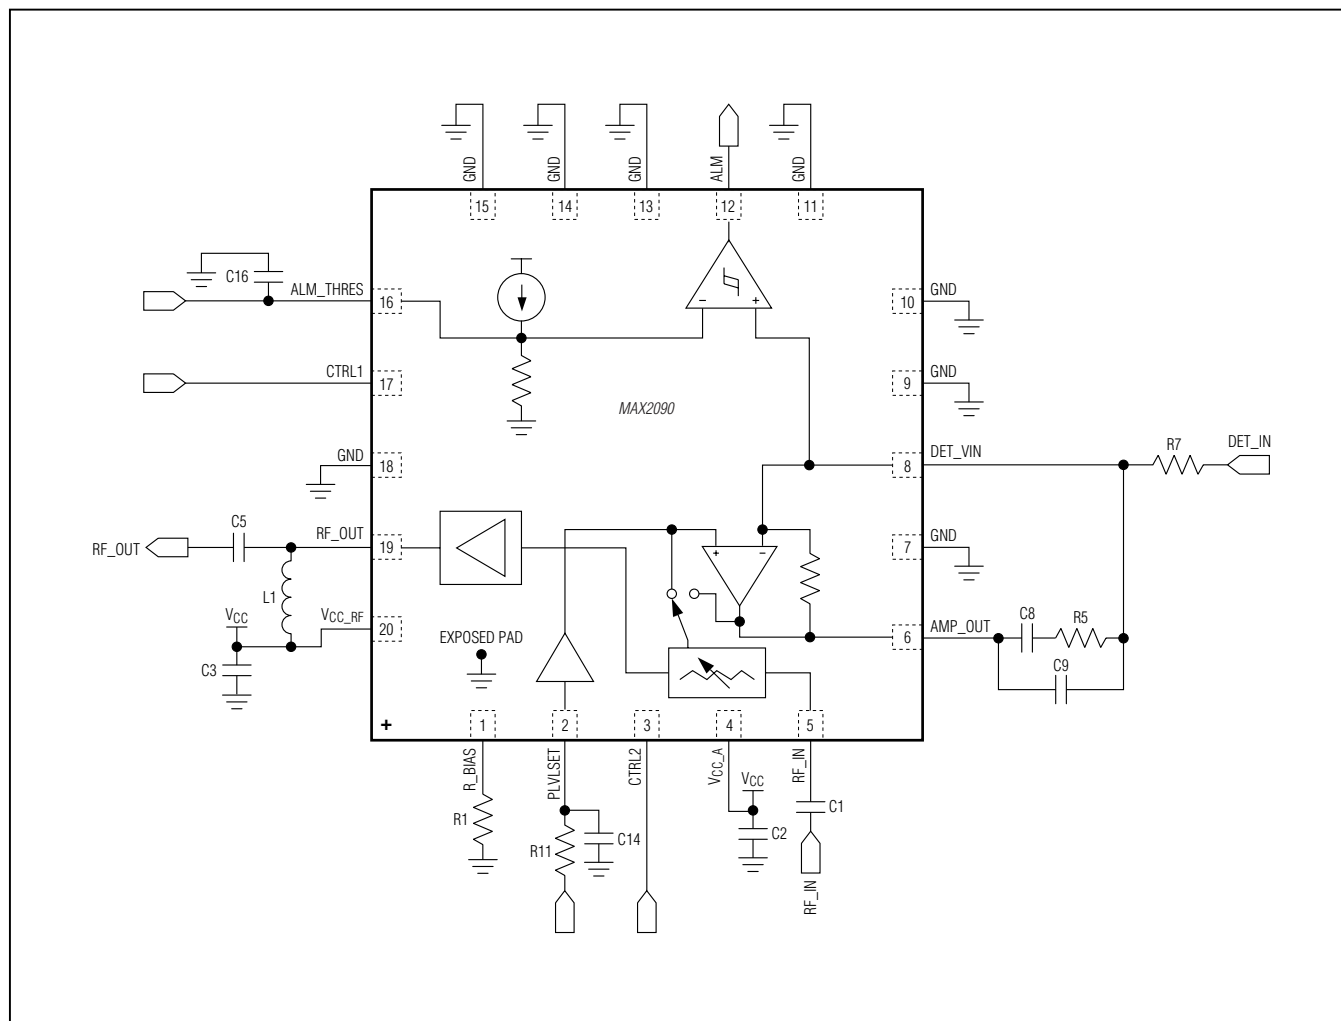 GND
GND
GND
ALM
GND
15
14
13
12
11
C16
ALM_THRES
16
− +
10
GND
CTRL1
17
9
GND
MAX2090
GND
18
8
DET_VIN
R7
DET_IN
C5
RF_OUT
RF_OUT
19
+ −
7
GND
L1
VCC
VCC_RF
20
EXPOSED PAD
6
AMP_OUT
C8
R5
C3
C9
+
1
2
3
4
5
R_BIAS
PLVLSET
CTRL2
VCC_A
RF_IN
VCC
R1
R11
C14
C2
C1
RF_IN